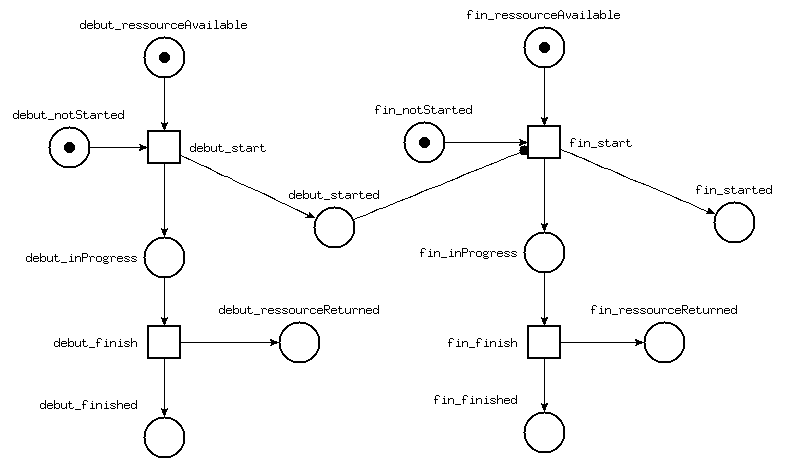 debut_ressourceAvailable
fin_ressourceAvailable
debut_notStarted
fin_notStarted
debut_start
fin_start
debut_started
fin_started
debut_inProgress
fin_inProgress
debut_ressourceReturned
fin_ressourceReturned
debut_finish
fin_finish
debut_finished
fin_finished